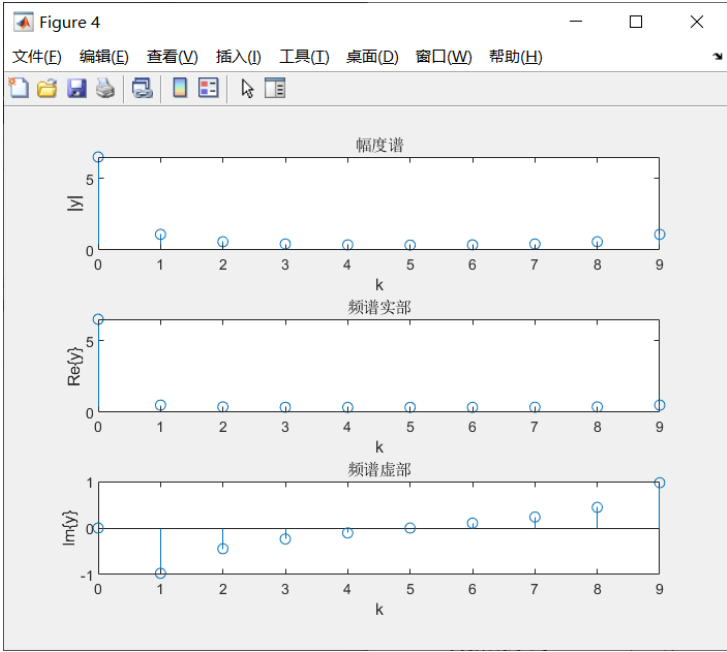 Figure 4
文件(F) 编辑(E) 查看(V) 插入(I) 工具(T) 桌面(D) 窗口(W) 帮助(H)
幅度谱
|y|
5
0
0 1 2 3 4 5 6 7 8 9
k
频谱实部
Re{y}
5
0
0 1 2 3 4 5 6 7 8 9
k
频谱虚部
Im{y}
1
0
-1
0 1 2 3 4 5 6 7 8 9
k